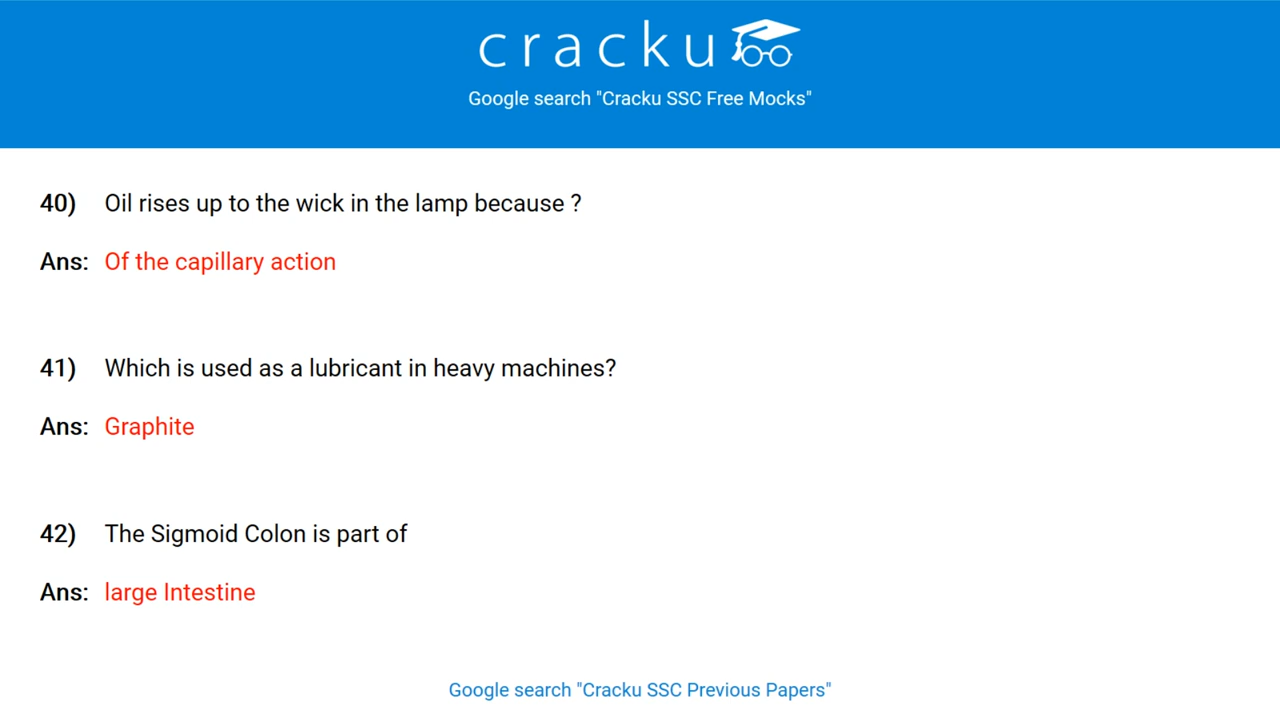 cracku
Google search "Cracku SSC Free Mocks"
40) Oil rises up to the wick in the lamp because ?
Ans: Of the capillary action
41) Which is used as a lubricant in heavy machines?
Ans: Graphite
42) The Sigmoid Colon is part of
Ans: large Intestine
Google search "Cracku SSC Previous Papers"